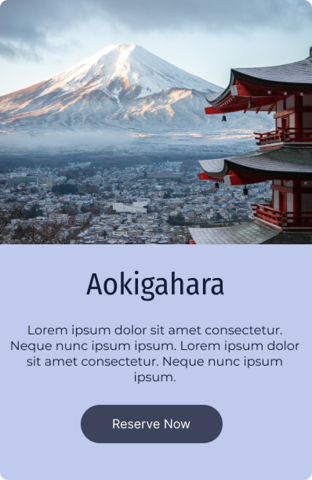 Aokigahara
Lorem ipsum dolor sit amet consectetur.
Neque nunc ipsum ipsum. Lorem ipsum dolor
sit amet consectetur. Neque nunc ipsum
ipsum.
Reserve Now